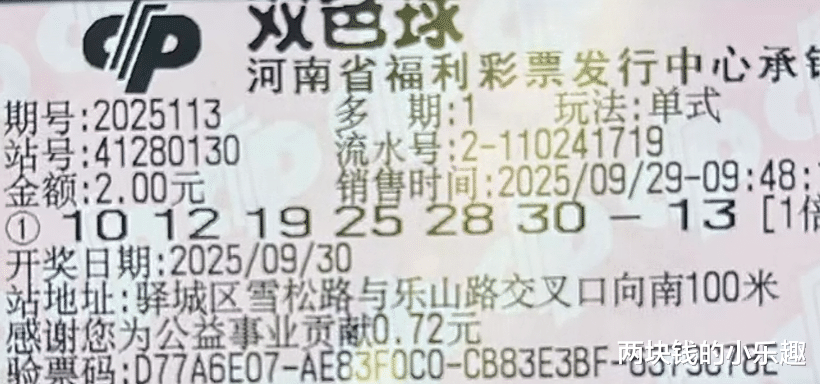 双色球
河南省福利彩票发行中心承销
期号:2025113 多 期:1 玩法:单式
站号:41280130 流水号:2-110241719
金额:2.00元 销售时间:2025/09/29-09:48:
① 10 12 19 25 28 30 - 13 [1倍
开奖日期:2025/09/30
站地址:驿城区雪松路与乐山路交叉口向南100米
感谢您为公益事业贡献0.72元
验票码:D77A6E07-AE83F0C0-CB83E3BF-
两块钱的小乐趣